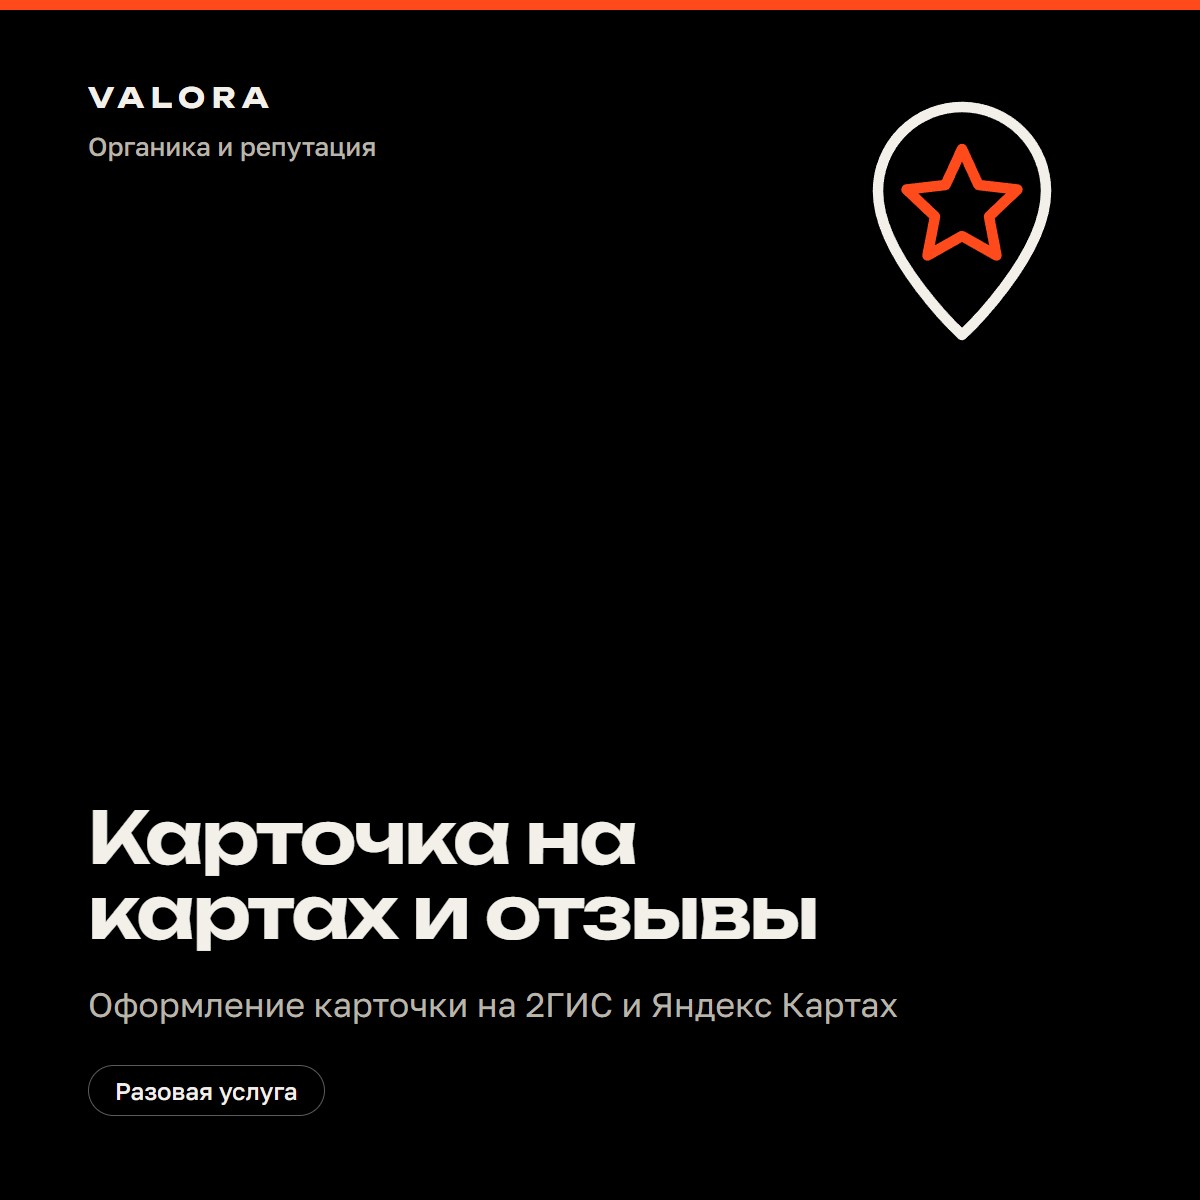 VALORA
Органика и репутация
Карточка на
картах и отзывы
Оформление карточки на 2ГИС и Яндекс Картах
Разовая услуга